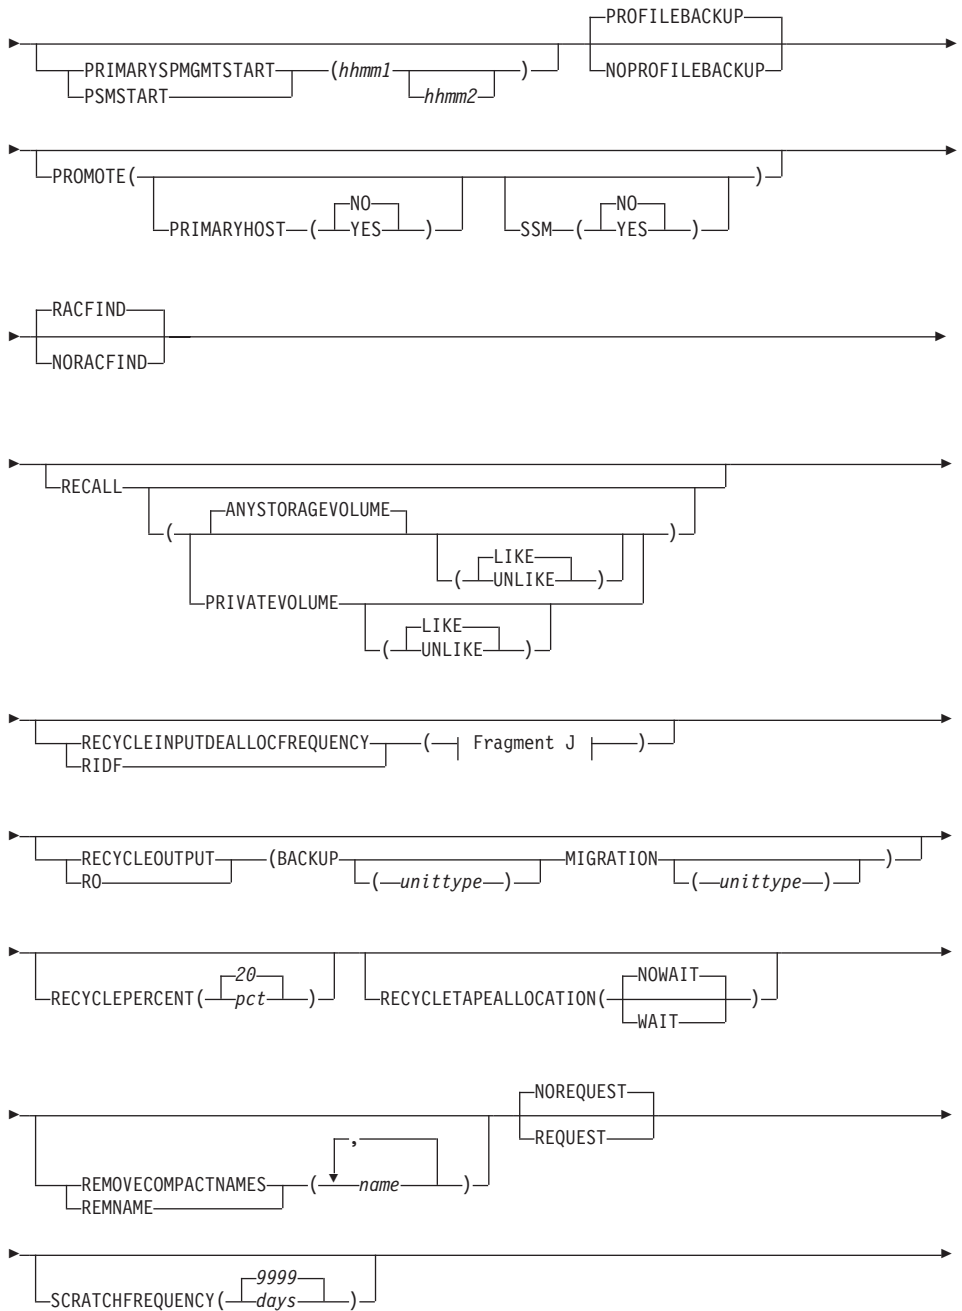 PROFILEBACKUP
PRIMARYSPMGMTSTART (hhmm1 ) NOPROFILEBACKUP
PSMSTART hhmm2
PROMOTE( )
NO NO
PRIMARYHOST ( YES ) SSM ( YES )
RACFIND
NORACFIND
RECALL
ANYSTORAGEVOLUME
( )
LIKE
( UNLIKE )
PRIVATEVOLUME
LIKE
( UNLIKE )
RECYCLEINPUTDEALLOCFREQUENCY ( Fragment J )
RIDF
RECYCLEOUTPUT (BACKUP MIGRATION )
RO ( unittype ) ( unittype )
20 NOWAIT
RECYCLEPERCENT( pct ) RECYCLETAPEALLOCATION( )
WAIT
NOREQUEST
REQUEST
,
REMOVECOMPACTNAMES ( name )
REMNAME
9999
SCRATCHFREQUENCY( days )